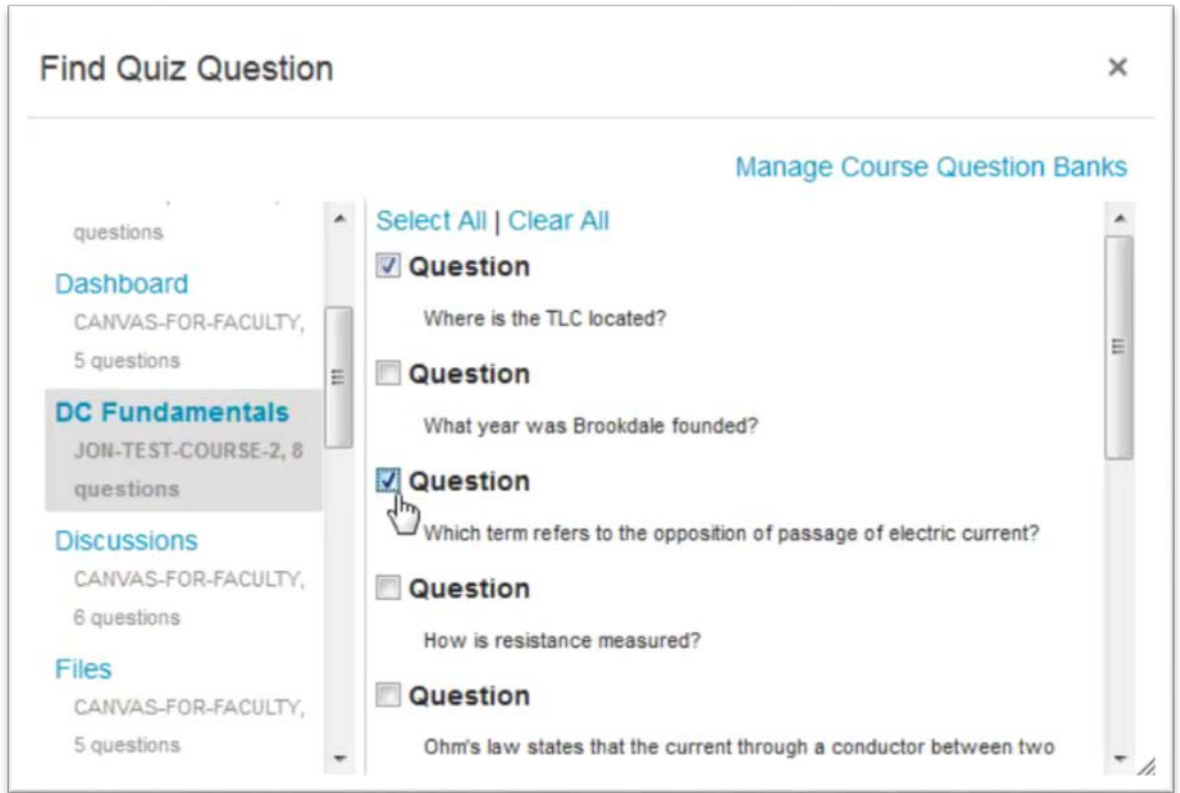 Find Quiz Question
Manage Course Question Banks
questions
Dashboard
CANVAS-FOR-FACULTY,
5 questions
DC Fundamentals
JON-TEST-COURSE-2, 8
questions
Discussions
CANVAS-FOR-FACULTY,
6 questions
Files
CANVAS-FOR-FACULTY,
5 questions
Select All | Clear All
Question
Where is the TLC located?
Question
What year was Brookdale founded?
Question
Which term refers to the opposition of passage of electric current?
Question
How is resistance measured?
Question
Ohm's law states that the current through a conductor between two